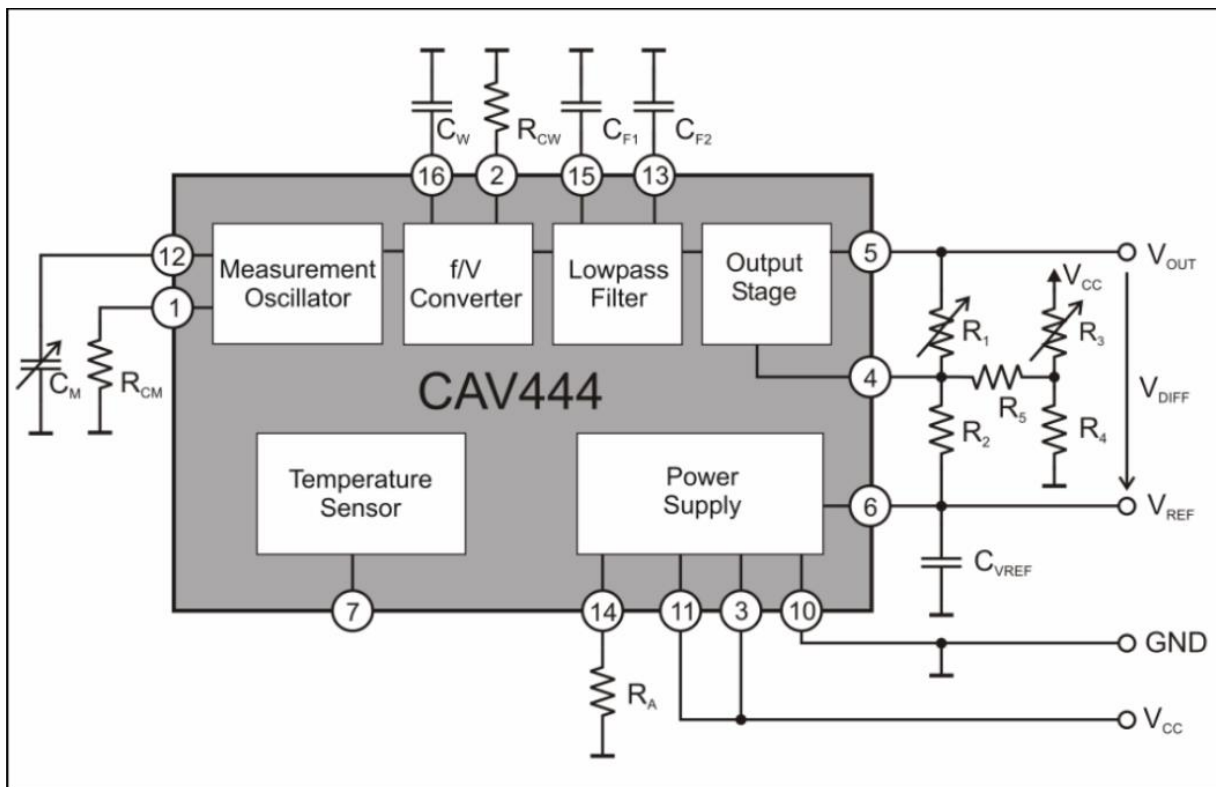 C_W
R_CW
C_F1
C_F2
16
2
15
13
12
Measurement
Oscillator
f/V
Converter
Lowpass
Filter
Output
Stage
5
V_OUT
1
V_CC
R_1
R_3
C_M
R_CM
CAV444
4
R_5
V_DIFF
R_2
R_4
Temperature
Sensor
Power
Supply
6
V_REF
C_VREF
7
14
11
3
10
GND
R_A
V_CC